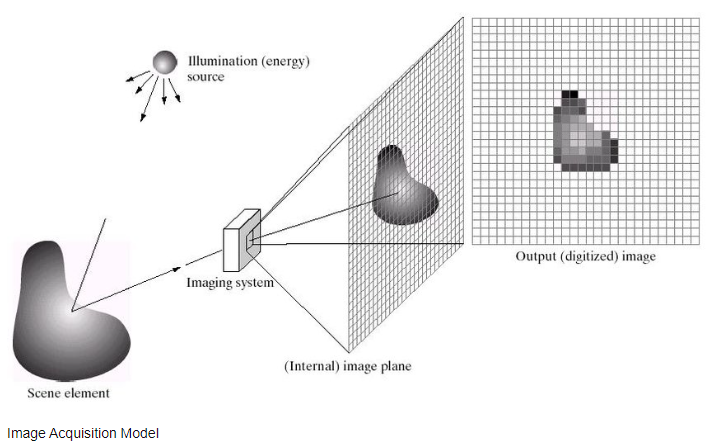 Illumination (energy)
source
Output (digitized) image
Imaging system
(Internal) image plane
Scene element
Image Acquisition Model